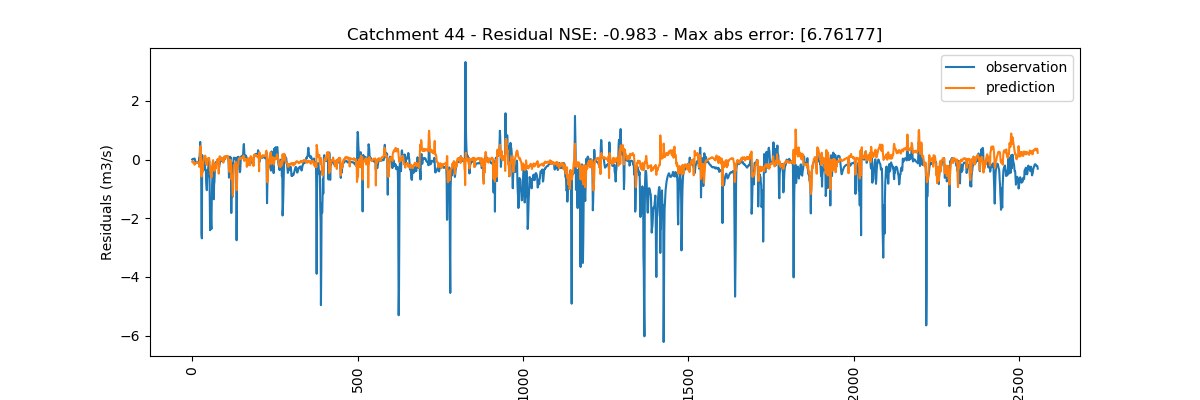 Catchment 44 - Residual NSE: -0.983 - Max abs error: [6.76177]
observation
prediction
Residuals (m3/s)
2
0
−2
−4
−6
0
500
1000
1500
2000
2500